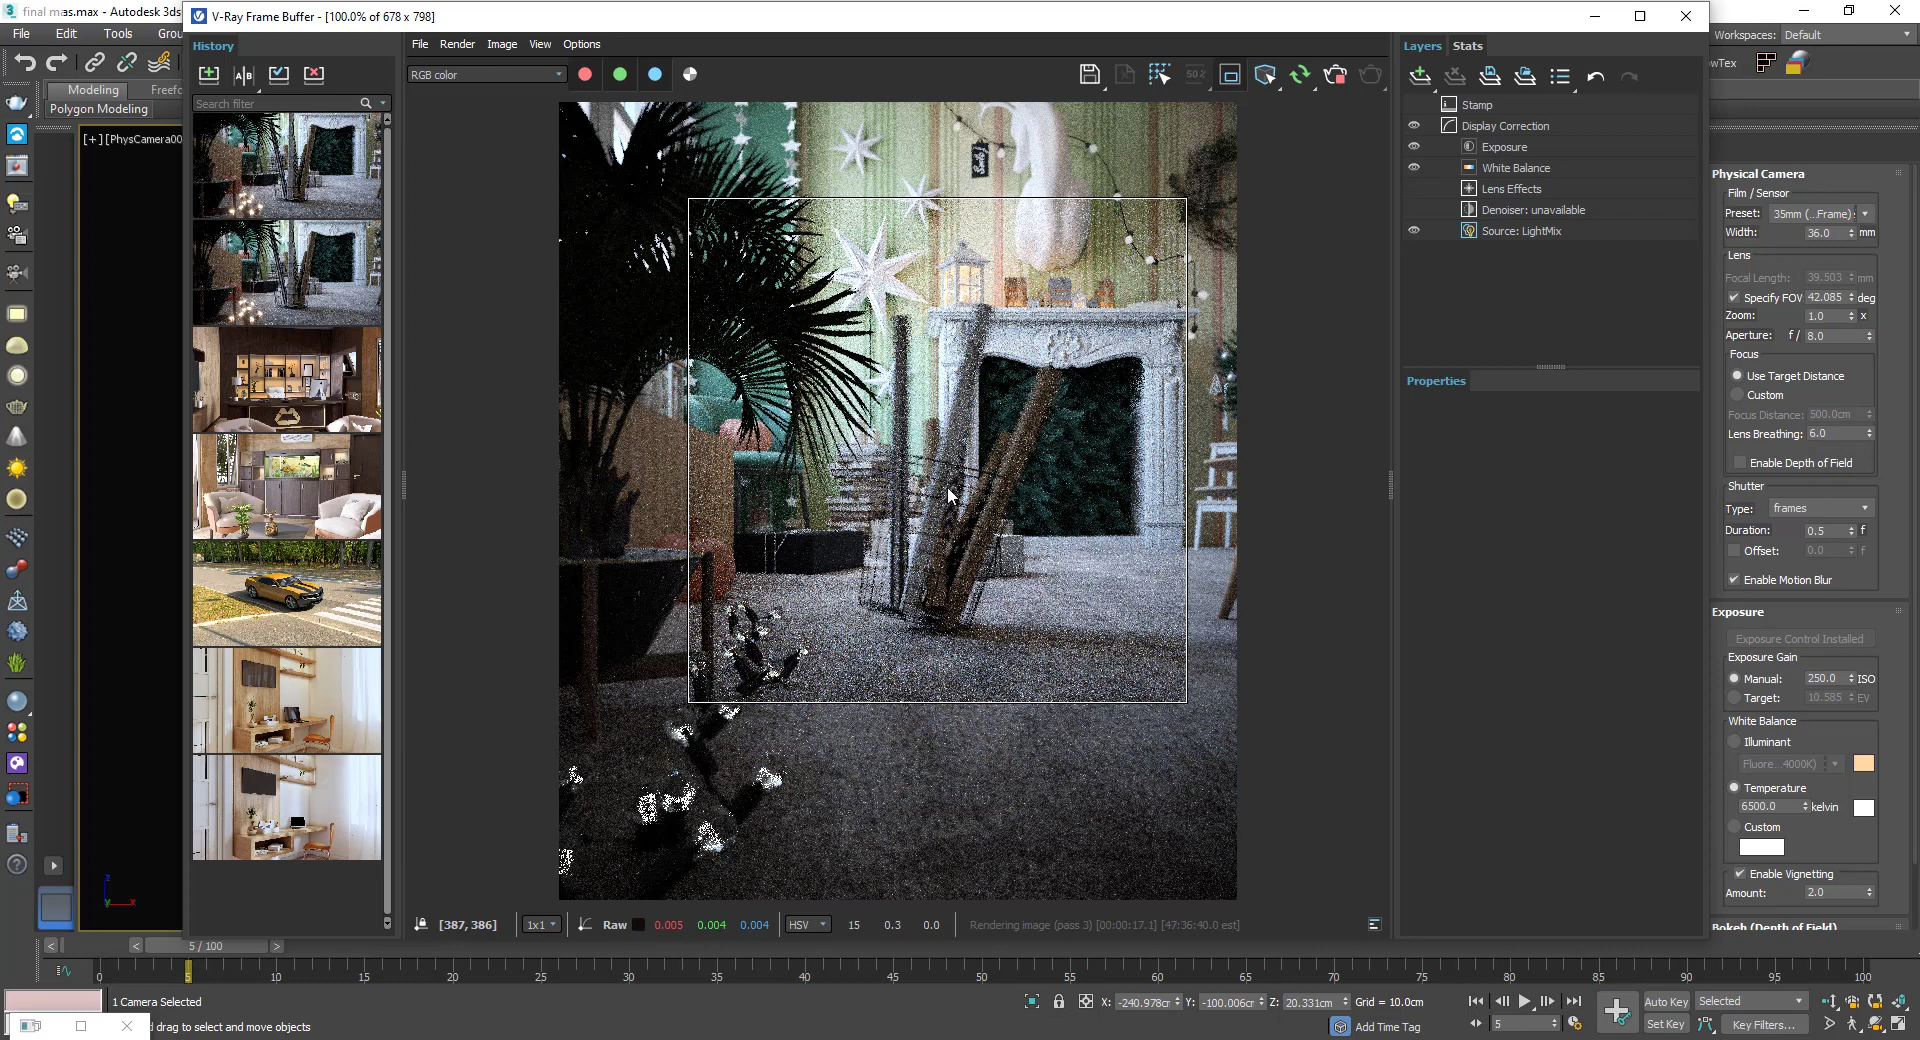 final mas.max - Autodesk 3ds
V-Ray Frame Buffer - [100.0% of 678 x 798]
File Edit Tools Grou
Workspaces: Default
History
File Render Image View Options
Layers Stats
RGB color
50%
owTex
Modeling Freefo
Search filter
Polygon Modeling
[+][PhysCamera00
Stamp
Display Correction
Exposure
White Balance
Lens Effects
Denoiser: unavailable
Source: LightMix
Properties
Physical Camera
Film / Sensor
Preset: 35mm (...Frame)
Width: 36.0 mm
Lens
Focal Length: 39.503 mm
Specify FOV 42.085 deg
Zoom: 1.0 x
Aperture: f / 8.0
Focus
Use Target Distance
Custom
Focus Distance: 500.0cm
Lens Breathing: 6.0
Enable Depth of Field
Shutter
Type: frames
Duration: 0.5 f
Offset: 0.0 f
Enable Motion Blur
Exposure
Exposure Control Installed
Exposure Gain
Manual: 250.0 ISO
Target: 10.585 EV
White Balance
Illuminant
Fluore...4000K)
Temperature
6500.0 kelvin
Custom
Enable Vignetting
Amount: 2.0
Bokeh (Depth of Field)
[387, 386] 1x1 Raw 0.005 0.004 0.004 HSV 15 0.3 0.0 Rendering image (pass 3) [00:00:17.1] [47:36:40.0 est]
< 5 / 100 >
0 5 10 15 20 25 30 35 40 45 50 55 60 65 70 75 80 85 90 95 100
1 Camera Selected
X: -240.978cm Y: -100.006cm Z: 20.331cm Grid = 10.0cm
Auto Key Selected
d drag to select and move objects
Add Time Tag
5
Set Key Key Filters...